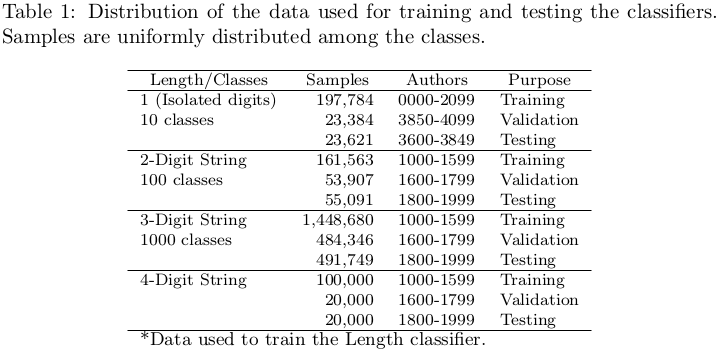 Table 1: Distribution of the data used for training and testing the classifiers.
Samples are uniformly distributed among the classes.
Length/Classes Samples Authors Purpose
1 (Isolated digits) 197,784 0000-2099 Training
10 classes 23,384 3850-4099 Validation
23,621 3600-3849 Testing
2-Digit String 161,563 1000-1599 Training
100 classes 53,907 1600-1799 Validation
55,091 1800-1999 Testing
3-Digit String 1,448,680 1000-1599 Training
1000 classes 484,346 1600-1799 Validation
491,749 1800-1999 Testing
4-Digit String 100,000 1000-1599 Training
20,000 1600-1799 Validation
20,000 1800-1999 Testing
*Data used to train the Length classifier.